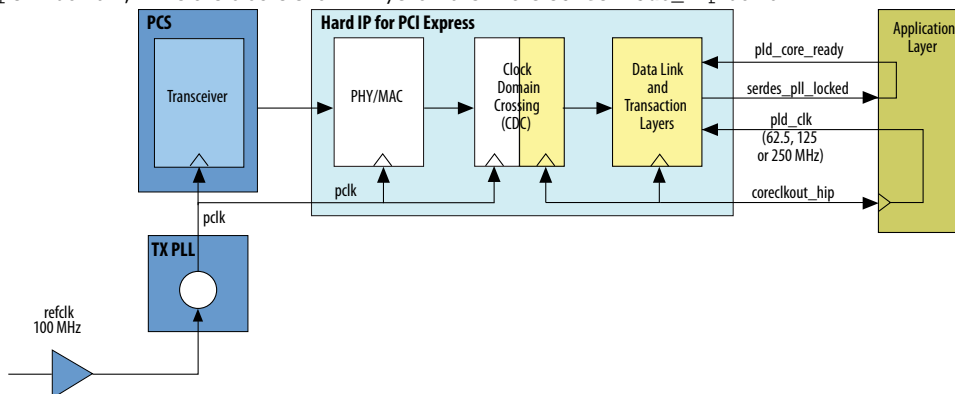 PCS
Hard IP for PCI Express
Application
Layer
Transceiver
PHY/MAC
Clock
Domain
Crossing
(CDC)
Data Link
and
Transaction
Layers
pld_core_ready
serdes_pll_locked
pld_clk
(62.5, 125
or 250 MHz)
coreclkout_hip
pclk
pclk
TX PLL
refclk
100 MHz